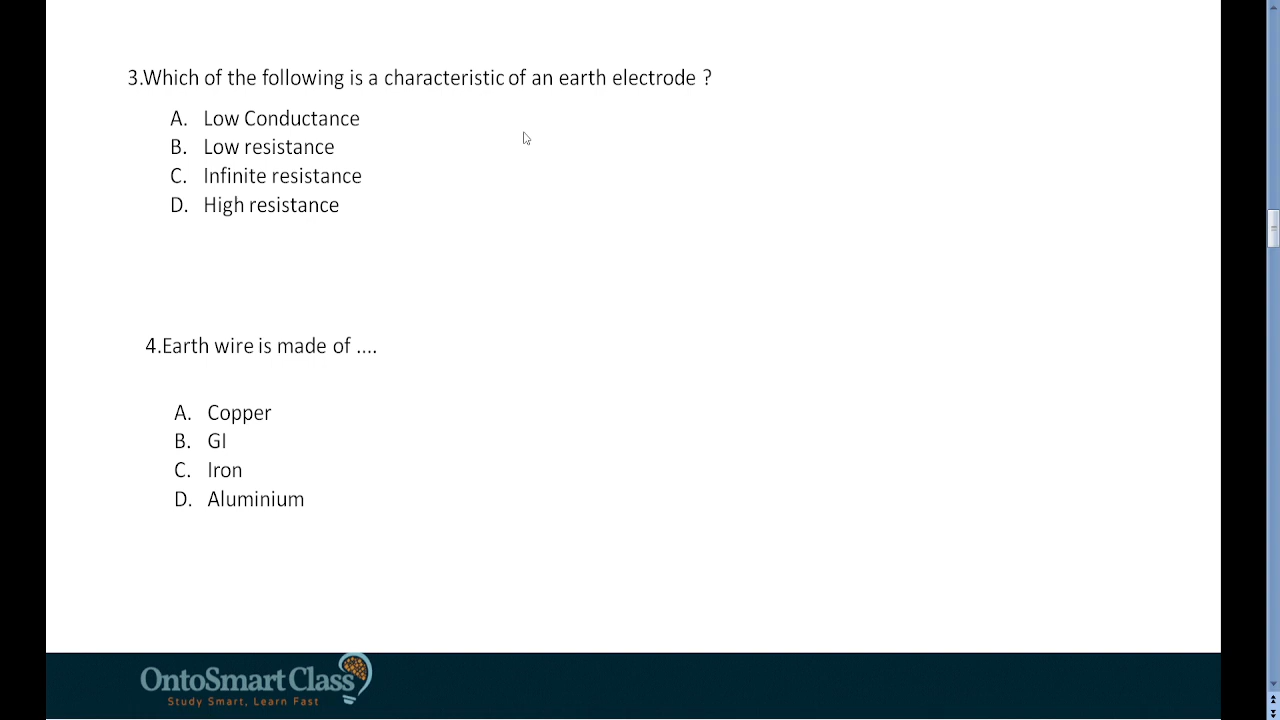 3.Which of the following is a characteristic of an earth electrode ?
A. Low Conductance
B. Low resistance
C. Infinite resistance
D. High resistance
4.Earth wire is made of ....
A. Copper
B. GI
C. Iron
D. Aluminium
OntoSmart Class
Study Smart, Learn Fast